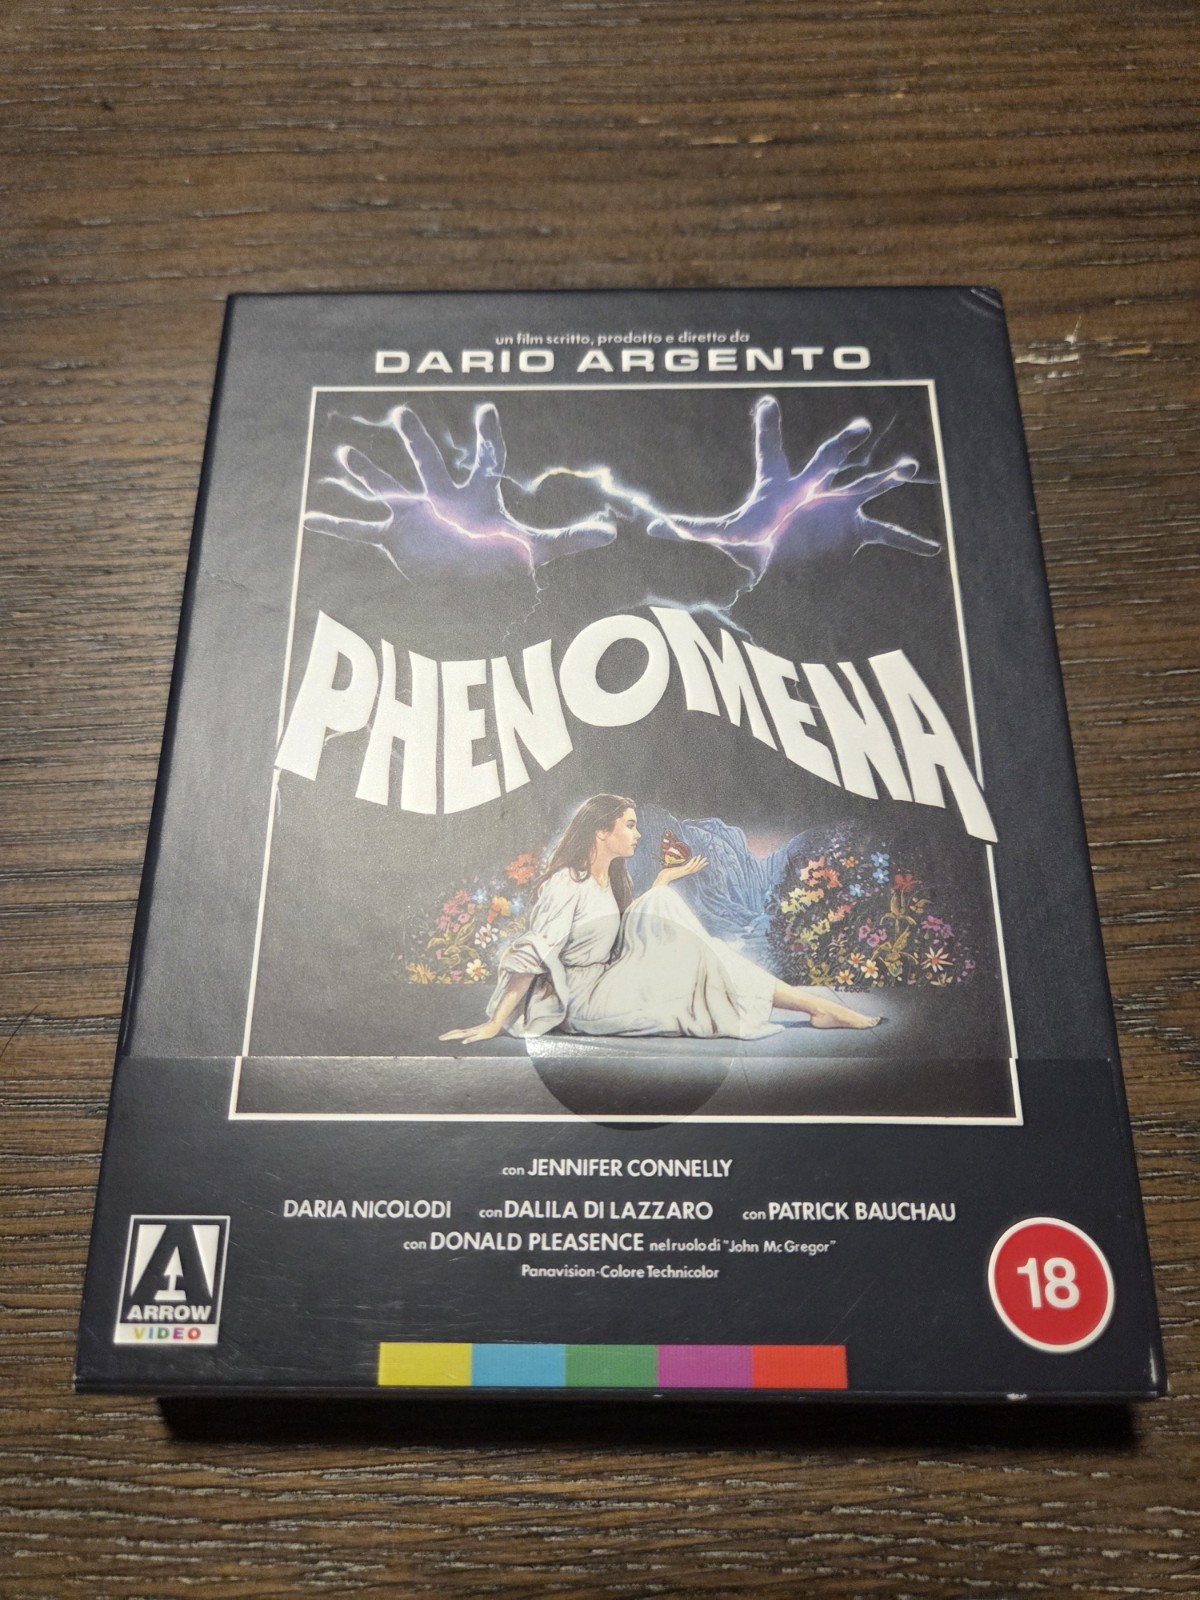 un film scritto, prodotto e diretto da
DARIO ARGENTO
PHENOMENA
con JENNIFER CONNELLY
DARIA NICOLODI con DALILA DI LAZZARO con PATRICK BAUCHAU
con DONALD PLEASENCE nel ruolo di "John McGregor"
Panavision-Colore Technicolor
ARROW
VIDEO
18